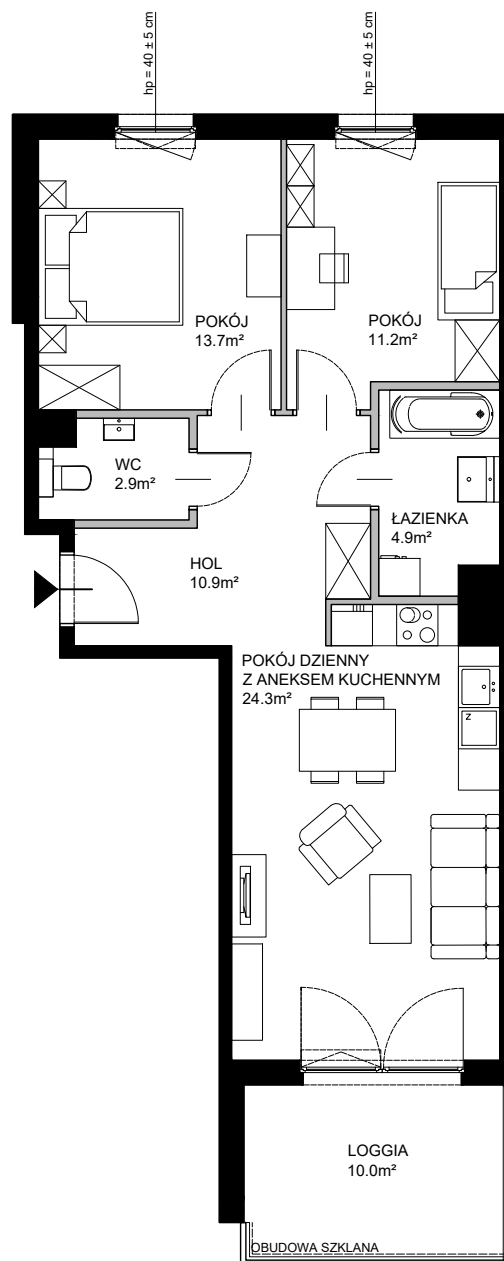 hp = 40 ± 5 cm
hp = 40 ± 5 cm
POKÓJ
13.7m²
POKÓJ
11.2m²
WC
2.9m²
ŁAZIENKA
4.9m²
HOL
10.9m²
POKÓJ DZIENNY
Z ANEKSEM KUCHENNYM
24.3m²
Z
LOGGIA
10.0m²
OBUDOWA SZKLANA